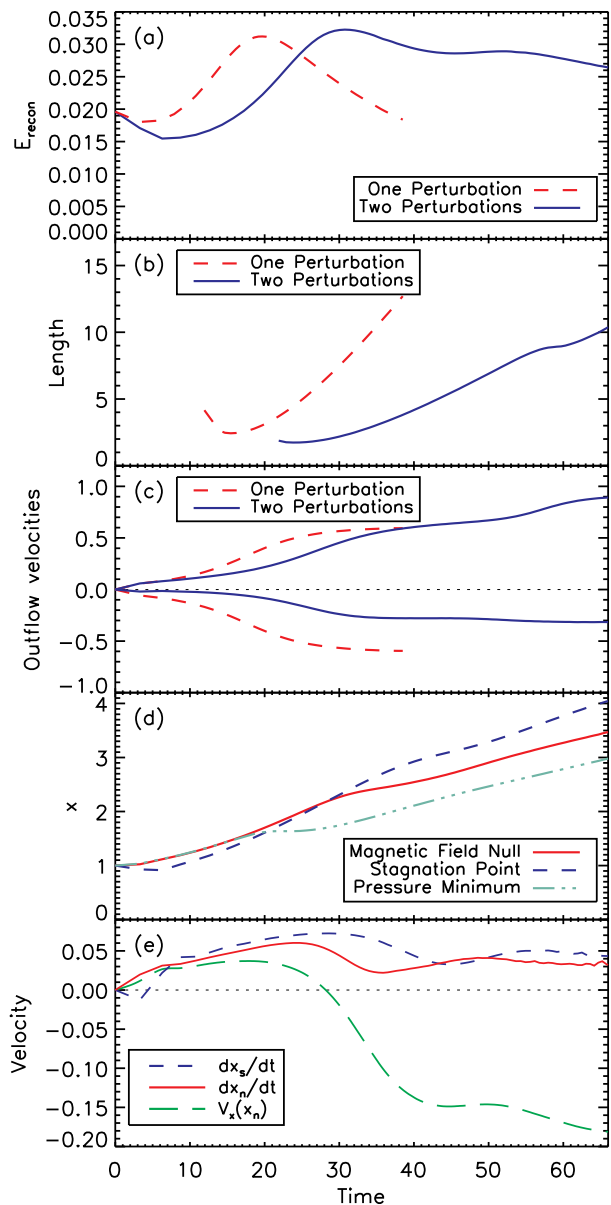 0.035
(a)
0.030
0.025
0.020
E_recon
0.015
0.010
One Perturbation
0.005
Two Perturbations
0.000
(b)
One Perturbation
15
Two Perturbations
10
Length
5
0
(c)
One Perturbation
1.0
Two Perturbations
0.5
Outflow velocities
0.0
−0.5
−1.0
(d)
4
3
x
2
Magnetic Field Null
1
Stagnation Point
Pressure Minimum
0
(e)
0.05
0.00
Velocity
−0.05
−0.10
dx_s/dt
dx_n/dt
−0.15
V_x(x_n)
−0.20
0 10 20 30 40 50 60
Time